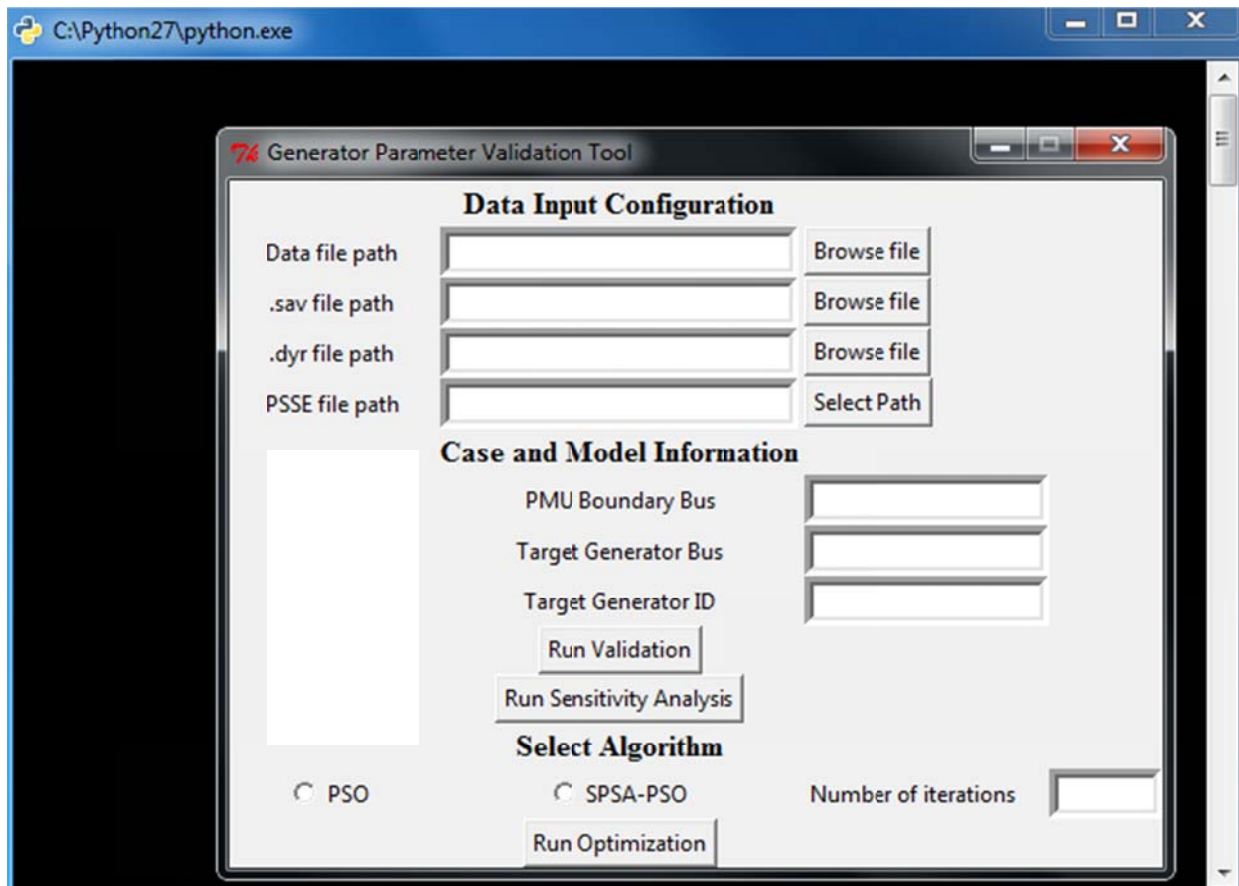 C:\Python27\python.exe
Generator Parameter Validation Tool
Data Input Configuration
Data file path Browse file
.sav file path Browse file
.dyr file path Browse file
PSSE file path Select Path
Case and Model Information
PMU Boundary Bus
Target Generator Bus
Target Generator ID
Run Validation
Run Sensitivity Analysis
Select Algorithm
PSO SPSA-PSO Number of iterations
Run Optimization